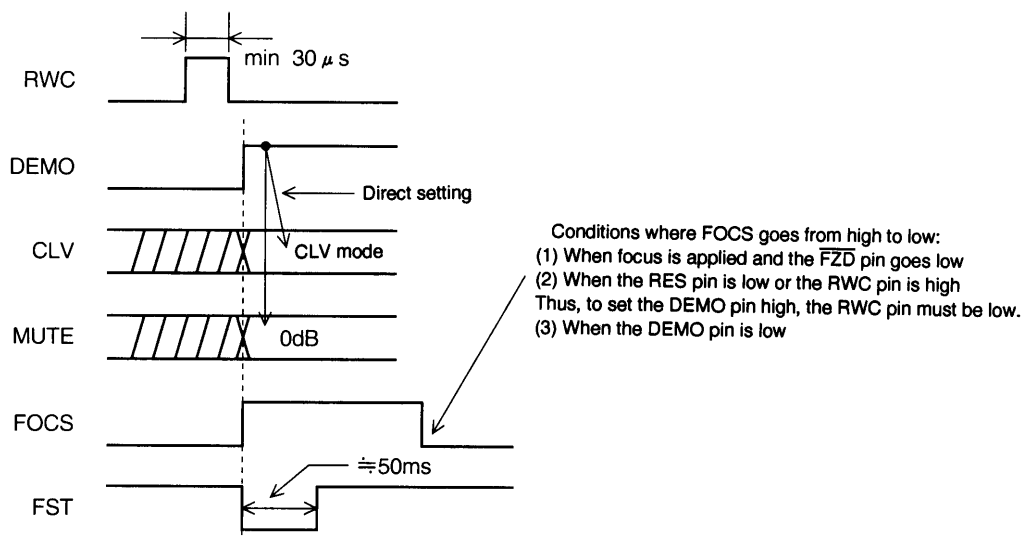 min 30 μs
RWC
DEMO
Direct setting
CLV
CLV mode
Conditions where FOCS goes from high to low:
(1) When focus is applied and the F̅Z̅D̅ pin goes low
(2) When the RES pin is low or the RWC pin is high
Thus, to set the DEMO pin high, the RWC pin must be low.
(3) When the DEMO pin is low
MUTE
0dB
FOCS
≒50ms
FST